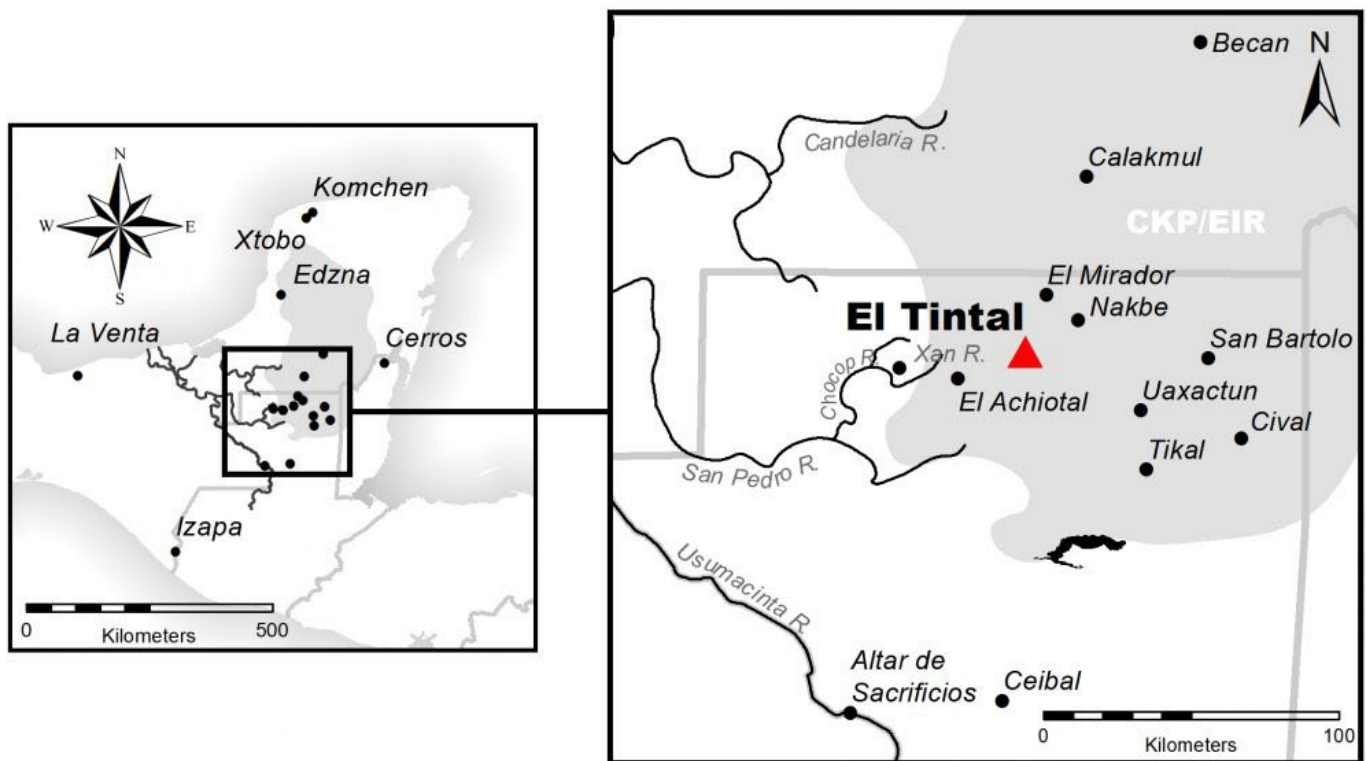 N
W
E
S
Komchen
Xtobo
Edzna
La Venta
Cerros
Izapa
0
500
Kilometers
Becan
N
Candelaria R.
Calakmul
CKP/EIR
El Mirador
El Tintal
Nakbe
San Bartolo
Chocop R.
Xan R.
El Achiotal
Uaxactun
Cival
Tikal
San Pedro R.
Usumacinta R.
Altar de
Sacrificios
Ceibal
0
100
Kilometers